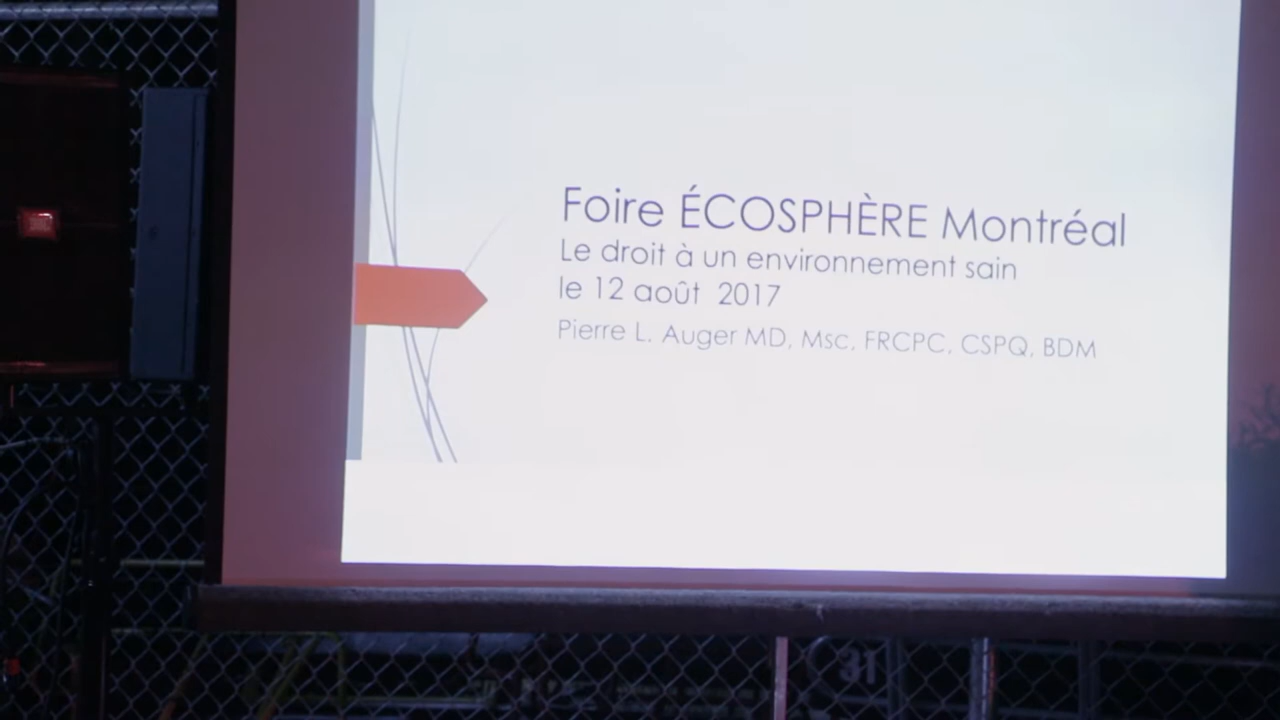 Foire ÉCOSPHÈRE Montréal
Le droit à un environnement sain
le 12 août 2017
Pierre L. Auger MD, Msc, FRCPC, CSPQ, BDM
31